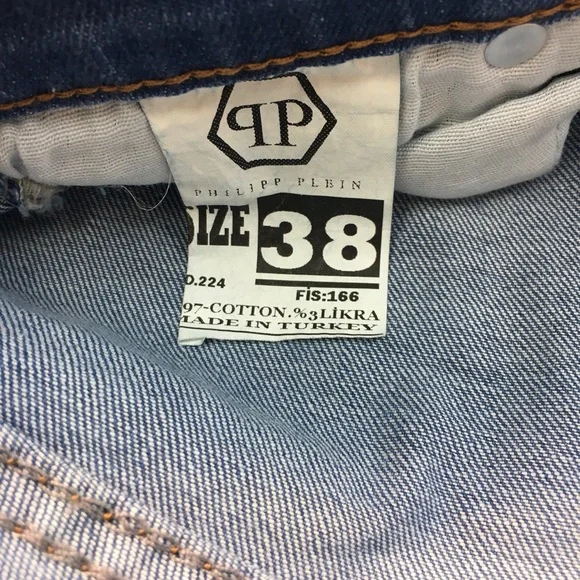 PP
PHILIPP PLEIN
SIZE 38
O.224
FİS:166
97-COTTON.%3LİKRA
MADE IN TURKEY